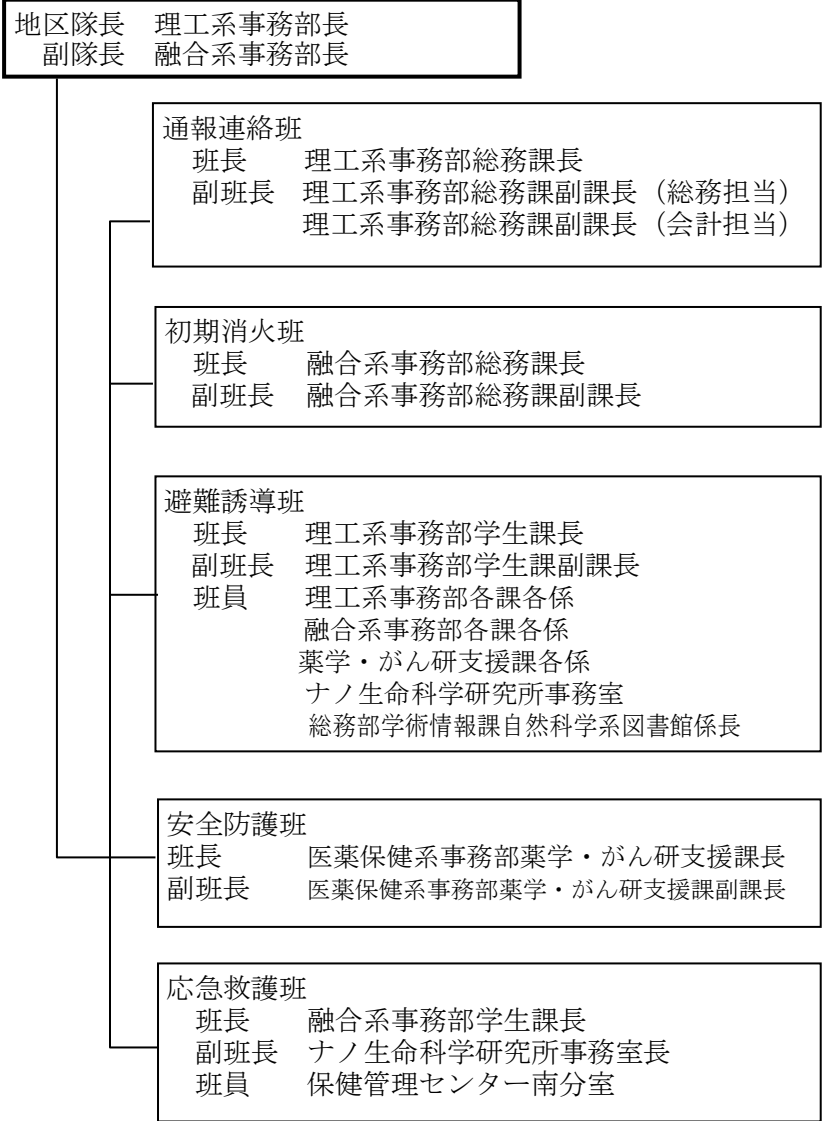 地区隊長　理工系事務部長
副隊長　融合系事務部長
通報連絡班
班長　理工系事務部総務課長
副班長　理工系事務部総務課副課長（総務担当）
理工系事務部総務課副課長（会計担当）
初期消火班
班長　融合系事務部総務課長
副班長　融合系事務部総務課副課長
避難誘導班
班長　理工系事務部学生課長
副班長　理工系事務部学生課副課長
班員　理工系事務部各課各係
融合系事務部各課各係
薬学・がん研支援課各係
ナノ生命科学研究所事務室
総務部学術情報課自然科学系図書館係長
安全防護班
班長　医薬保健系事務部薬学・がん研支援課長
副班長　医薬保健系事務部薬学・がん研支援課副課長
応急救護班
班長　融合系事務部学生課長
副班長　ナノ生命科学研究所事務室長
班員　保健管理センター南分室